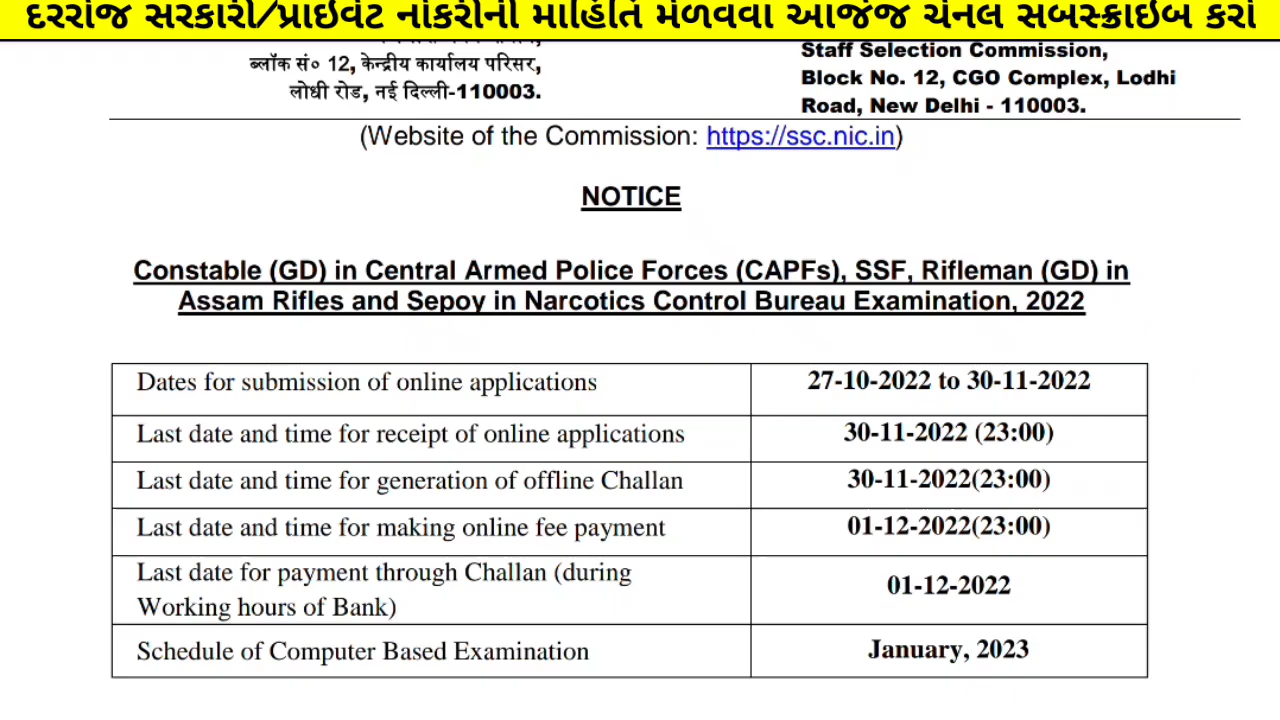 દરરોજ સરકારી/પ્રાઇવેટ નોકરીની માહિતિ મેળવવા આજેજ ચેનલ સબસ્ક્રાઇબ કરો
ब्लॉक सं० 12, केन्द्रीय कार्यालय परिसर,
लोधी रोड, नई दिल्ली-110003.
Staff Selection Commission,
Block No. 12, CGO Complex, Lodhi
Road, New Delhi - 110003.
(Website of the Commission: https://ssc.nic.in)
NOTICE
Constable (GD) in Central Armed Police Forces (CAPFs), SSF, Rifleman (GD) in
Assam Rifles and Sepoy in Narcotics Control Bureau Examination, 2022
Dates for submission of online applications 27-10-2022 to 30-11-2022
Last date and time for receipt of online applications 30-11-2022 (23:00)
Last date and time for generation of offline Challan 30-11-2022(23:00)
Last date and time for making online fee payment 01-12-2022(23:00)
Last date for payment through Challan (during
Working hours of Bank) 01-12-2022
Schedule of Computer Based Examination January, 2023